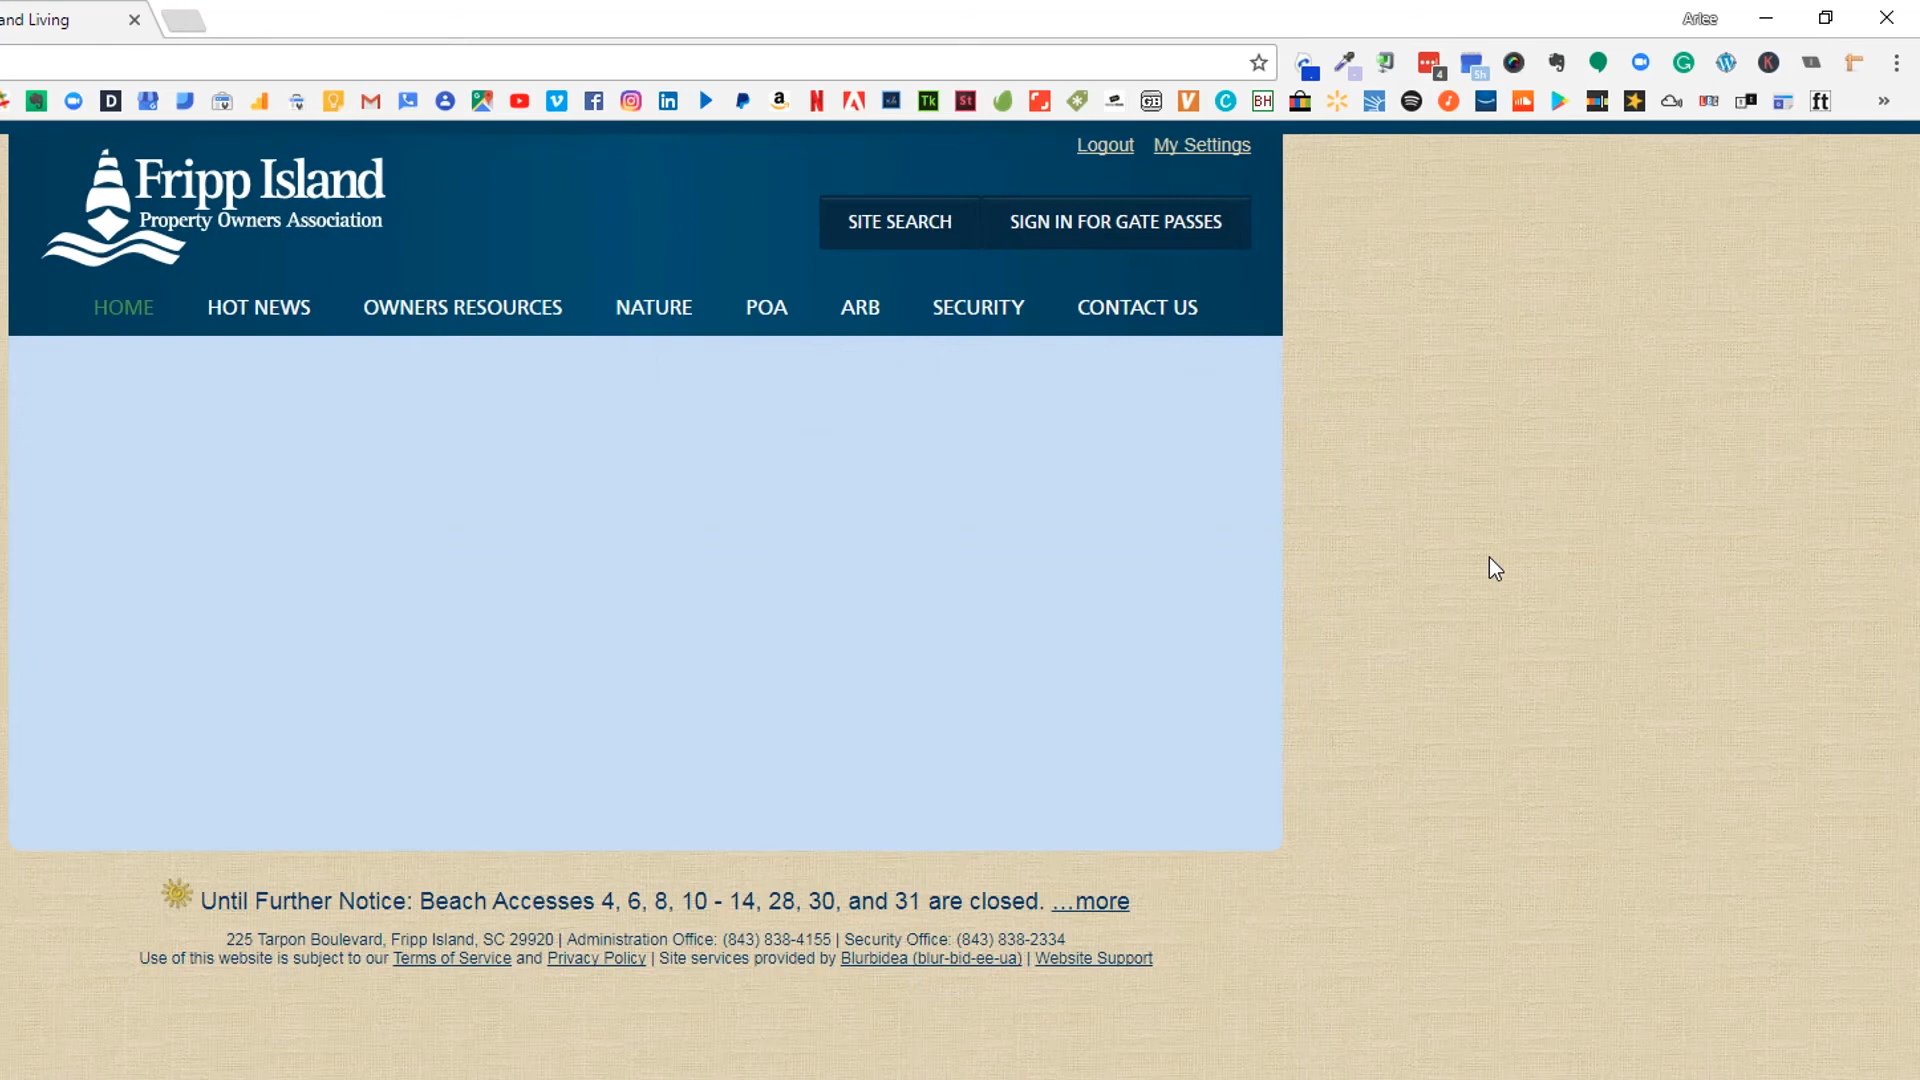 and Living
Arlee
Logout My Settings
Fripp Island
Property Owners Association
SITE SEARCH SIGN IN FOR GATE PASSES
HOME HOT NEWS OWNERS RESOURCES NATURE POA ARB SECURITY CONTACT US
Until Further Notice: Beach Accesses 4, 6, 8, 10 - 14, 28, 30, and 31 are closed. ...more
225 Tarpon Boulevard, Fripp Island, SC 29920 | Administration Office: (843) 838-4155 | Security Office: (843) 838-2334
Use of this website is subject to our Terms of Service and Privacy Policy | Site services provided by Blurbidea (blur-bid-ee-ua) | Website Support